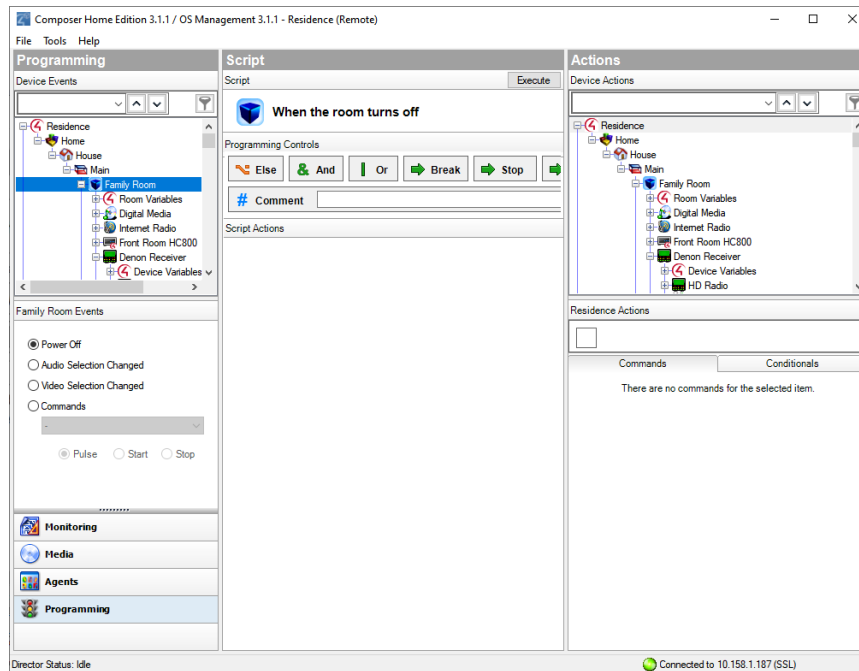 Composer Home Edition 3.1.1 / OS Management 3.1.1 - Residence (Remote)
File Tools Help
Programming
Device Events
Residence
Home
House
Main
Family Room
Room Variables
Digital Media
Internet Radio
Front Room HC800
Denon Receiver
Device Variables
Family Room Events
Power Off
Audio Selection Changed
Video Selection Changed
Commands
-
Pulse Start Stop
Monitoring
Media
Agents
Programming
Script
Script Execute
When the room turns off
Programming Controls
Else & And Or Break Stop
# Comment
Script Actions
Actions
Device Actions
Residence
Home
House
Main
Family Room
Room Variables
Digital Media
Internet Radio
Front Room HC800
Denon Receiver
Device Variables
HD Radio
Residence Actions
Commands Conditionals
There are no commands for the selected item.
Director Status: Idle
Connected to 10.158.1.187 (SSL)